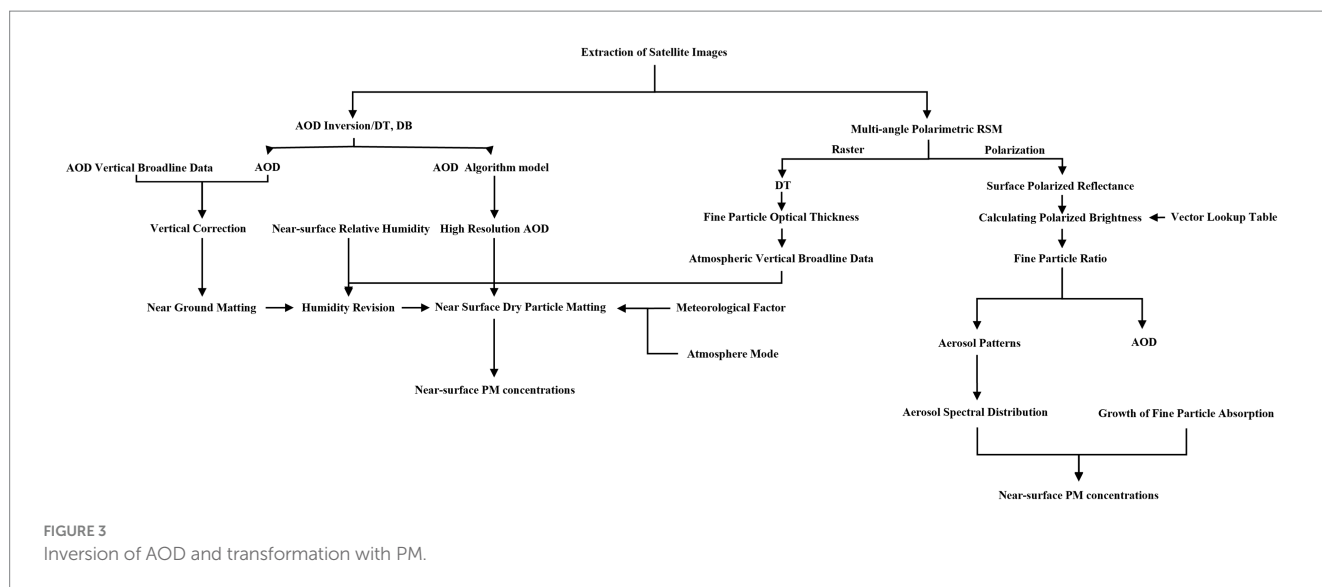 Extraction of Satellite Images
AOD Inversion/DT, DB
Multi-angle Polarimetric RSM
Raster
Polarization
AOD Vertical Broadline Data
AOD
AOD Algorithm model
DT
Surface Polarized Reflectance
Fine Particle Optical Thickness
Calculating Polarized Brightness
Vector Lookup Table
Vertical Correction
Near-surface Relative Humidity
High Resolution AOD
Atmospheric Vertical Broadline Data
Fine Particle Ratio
Near Ground Matting
Humidity Revision
Near Surface Dry Particle Matting
Meteorological Factor
Aerosol Patterns
AOD
Atmosphere Mode
Near-surface PM concentrations
Aerosol Spectral Distribution
Growth of Fine Particle Absorption
Near-surface PM concentrations
FIGURE 3
Inversion of AOD and transformation with PM.